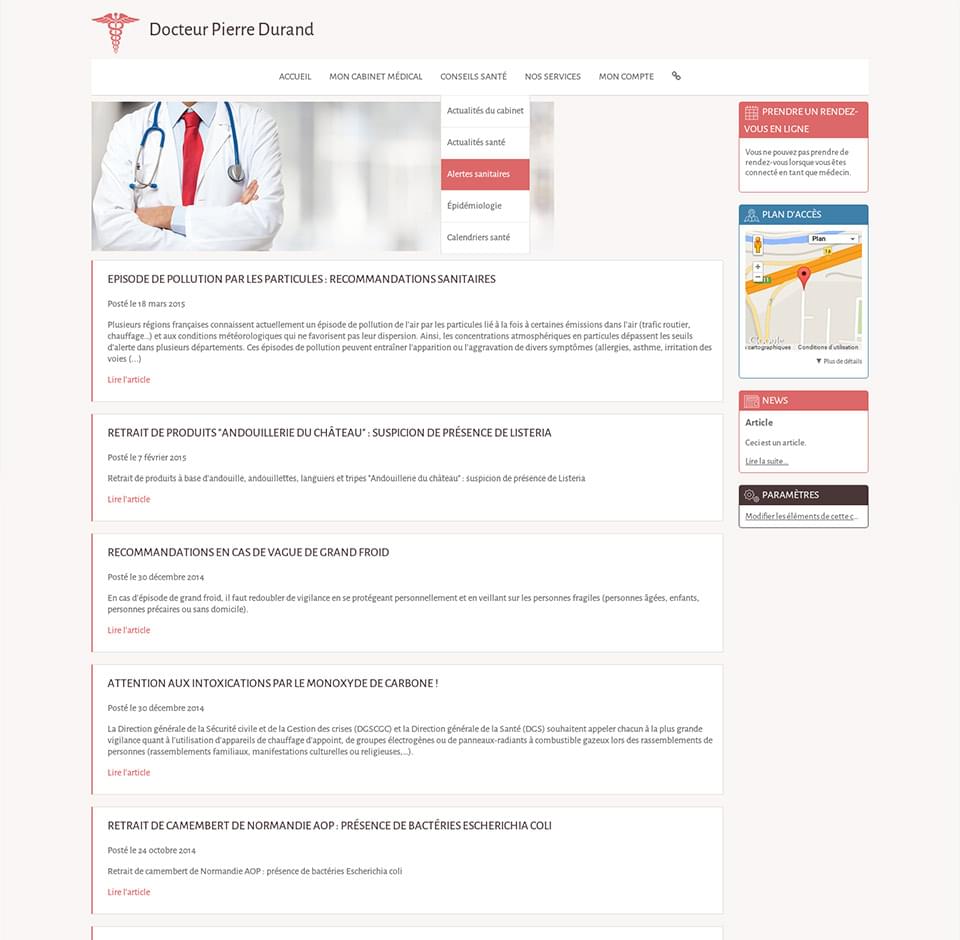 Docteur Pierre Durand
ACCUEIL MON CABINET MÉDICAL CONSEILS SANTÉ NOS SERVICES MON COMPTE
Actualités du cabinet
Actualités santé
Alertes sanitaires
Épidémiologie
Calendriers santé
EPISODE DE POLLUTION PAR LES PARTICULES : RECOMMANDATIONS SANITAIRES
Posté le 18 mars 2015
Plusieurs régions françaises connaissent actuellement un épisode de pollution de l'air par les particules lié à la fois à certaines émissions dans l'air (trafic routier,
chauffage...) et aux conditions météorologiques qui ne favorisent pas leur dispersion. Ainsi, les concentrations atmosphériques en particules dépassent les seuils
d'alerte dans plusieurs départements. Ces épisodes de pollution peuvent entraîner l'apparition ou l'aggravation de divers symptômes (allergies, asthme, irritation des
voies (...)
Lire l'article
RETRAIT DE PRODUITS "ANDOUILLERIE DU CHÂTEAU" : SUSPICION DE PRÉSENCE DE LISTERIA
Posté le 7 février 2015
Retrait de produits à base d'andouille, andouillettes, languiers et tripes "Andouillerie du château" : suspicion de présence de Listeria
Lire l'article
RECOMMANDATIONS EN CAS DE VAGUE DE GRAND FROID
Posté le 30 décembre 2014
En cas d'épisode de grand froid, il faut redoubler de vigilance en se protégeant personnellement et en veillant sur les personnes fragiles (personnes âgées, enfants,
personnes précaires ou sans domicile).
Lire l'article
ATTENTION AUX INTOXICATIONS PAR LE MONOXYDE DE CARBONE !
Posté le 30 décembre 2014
La Direction générale de la Sécurité civile et de la Gestion des crises (DGSCGC) et la Direction générale de la Santé (DGS) souhaitent appeler chacun à la plus grande
vigilance quant à l'utilisation d'appareils de chauffage d'appoint, de groupes électrogènes ou de panneaux-radiants à combustible gazeux lors des rassemblements de
personnes (rassemblements familiaux, manifestations culturelles ou religieuses,...).
Lire l'article
RETRAIT DE CAMEMBERT DE NORMANDIE AOP : PRÉSENCE DE BACTÉRIES ESCHERICHIA COLI
Posté le 24 octobre 2014
Retrait de camembert de Normandie AOP : présence de bactéries Escherichia coli
Lire l'article
PRENDRE UN RENDEZ-
VOUS EN LIGNE
Vous ne pouvez pas prendre de
rendez-vous lorsque vous êtes
connecté en tant que médecin.
PLAN D'ACCÈS
Plan
Google
cartographiques Conditions d'utilisation
▼ Plus de détails
NEWS
Article
Ceci est un article.
Lire la suite...
PARAMÈTRES
Modifier les éléments de cette c...